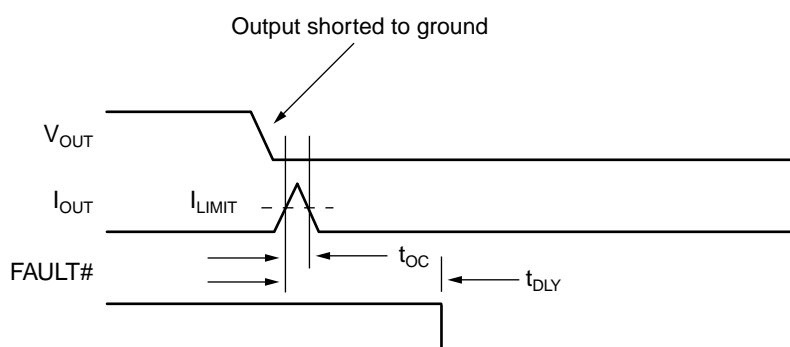 Output shorted to ground
VOUT
IOUT
ILIMIT
tOC
FAULT#
tDLY